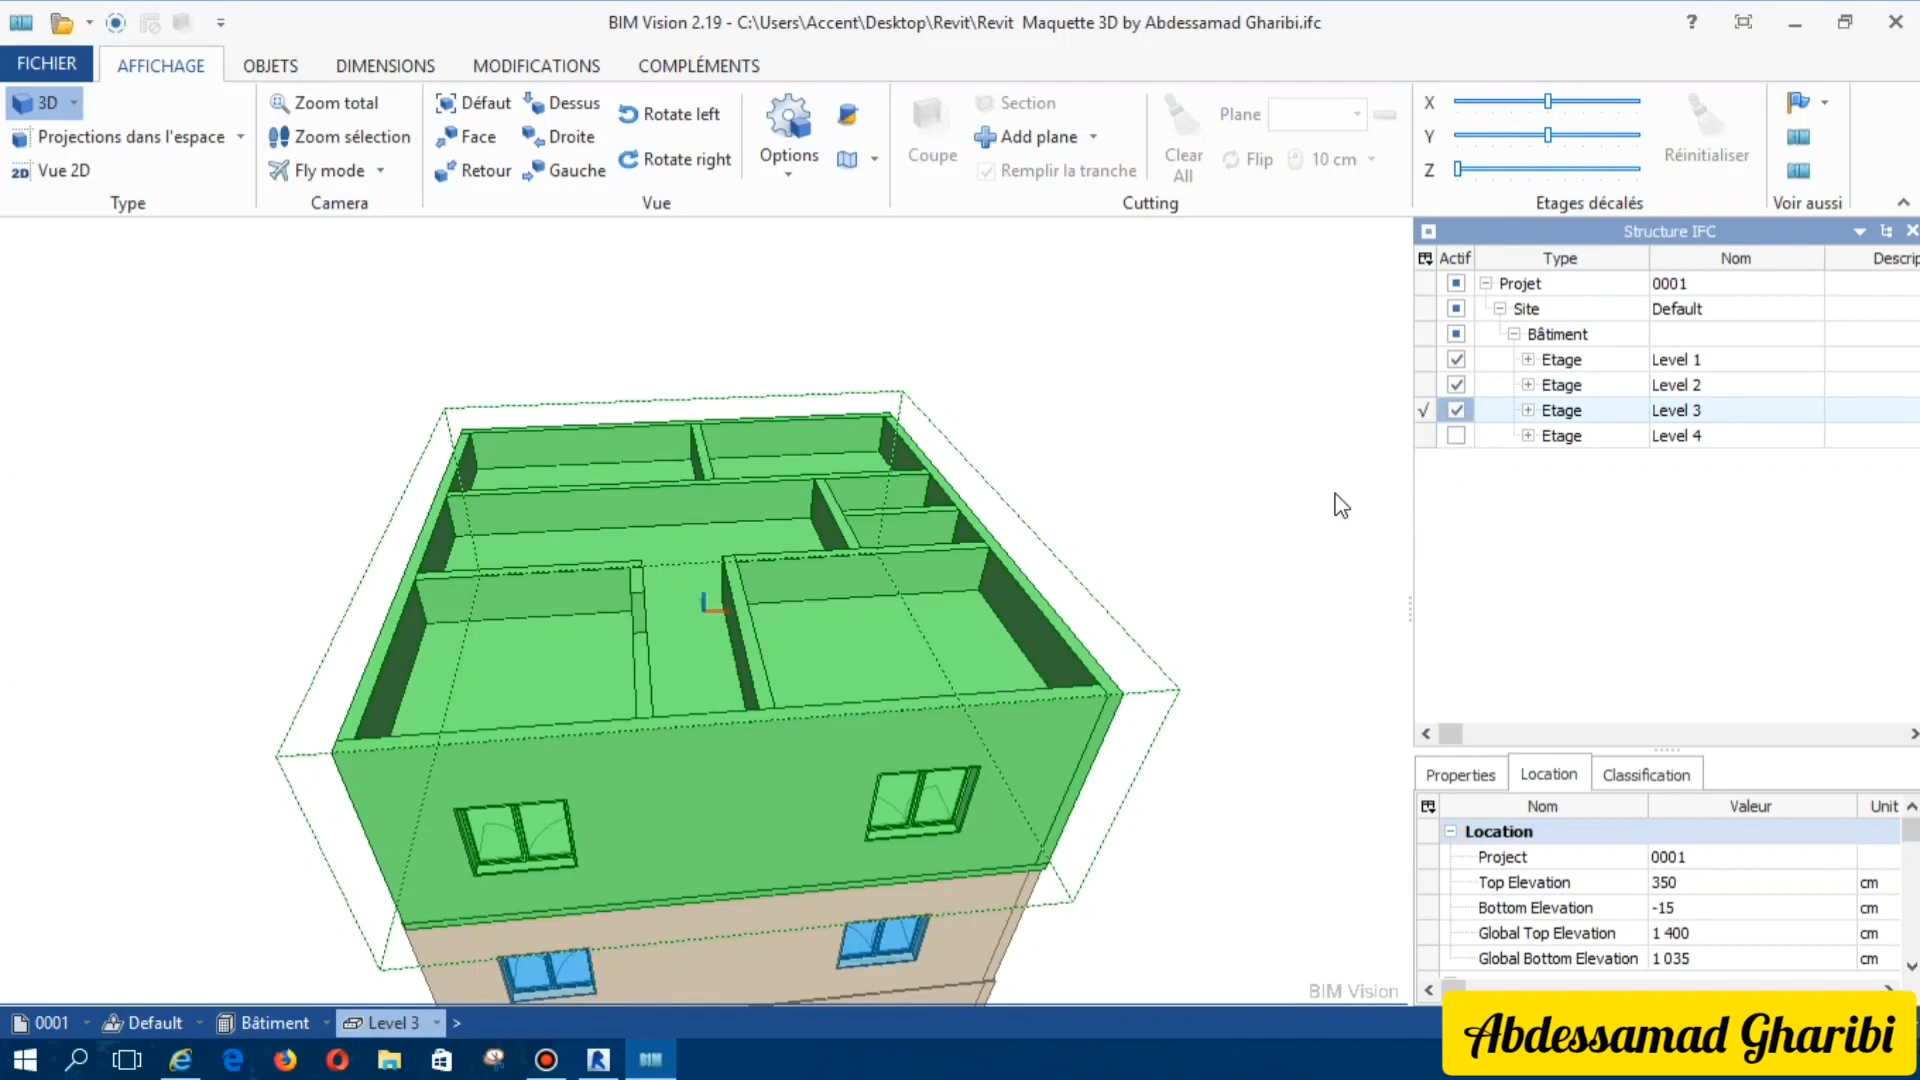 BIM Vision 2.19 - C:\Users\Accent\Desktop\Revit\Revit  Maquette 3D by Abdessamad Gharibi.ifc
?
FICHIER AFFICHAGE OBJETS DIMENSIONS MODIFICATIONS COMPLÉMENTS
3D
Projections dans l'espace
2D Vue 2D
Type
Zoom total
Zoom sélection
Fly mode
Camera
Défaut Dessus
Face Droite
Retour Gauche
Rotate left
Rotate right
Vue
Options
Coupe
Section
Add plane
Remplir la tranche
Clear All
Plane
Flip 10 cm
Cutting
X
Y
Z
Réinitialiser
Etages décalés
Voir aussi
Structure IFC
Actif Type Nom Descrip
Projet 0001
Site Default
Bâtiment
Etage Level 1
Etage Level 2
√ Etage Level 3
Etage Level 4
Properties Location Classification
Nom Valeur Unit
Location
Project 0001
Top Elevation 350 cm
Bottom Elevation -15 cm
Global Top Elevation 1 400 cm
Global Bottom Elevation 1 035 cm
BIM Vision
0001 Default Bâtiment Level 3 >
Abdessamad Gharibi